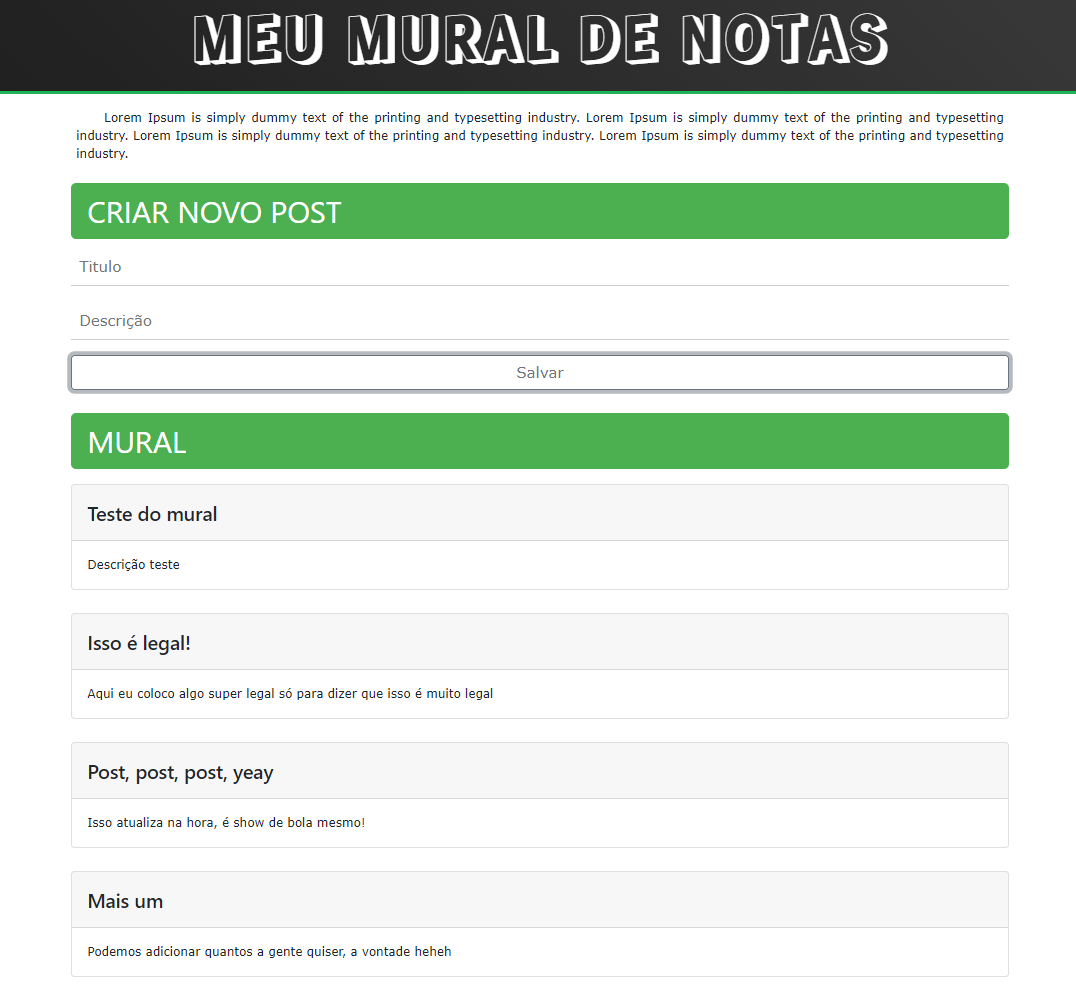 MEU MURAL DE NOTAS
Lorem Ipsum is simply dummy text of the printing and typesetting industry. Lorem Ipsum is simply dummy text of the printing and typesetting
industry. Lorem Ipsum is simply dummy text of the printing and typesetting industry. Lorem Ipsum is simply dummy text of the printing and typesetting
industry.
CRIAR NOVO POST
Titulo
Descrição
Salvar
MURAL
Teste do mural
Descrição teste
Isso é legal!
Aqui eu coloco algo super legal só para dizer que isso é muito legal
Post, post, post, yeay
Isso atualiza na hora, é show de bola mesmo!
Mais um
Podemos adicionar quantos a gente quiser, a vontade heheh